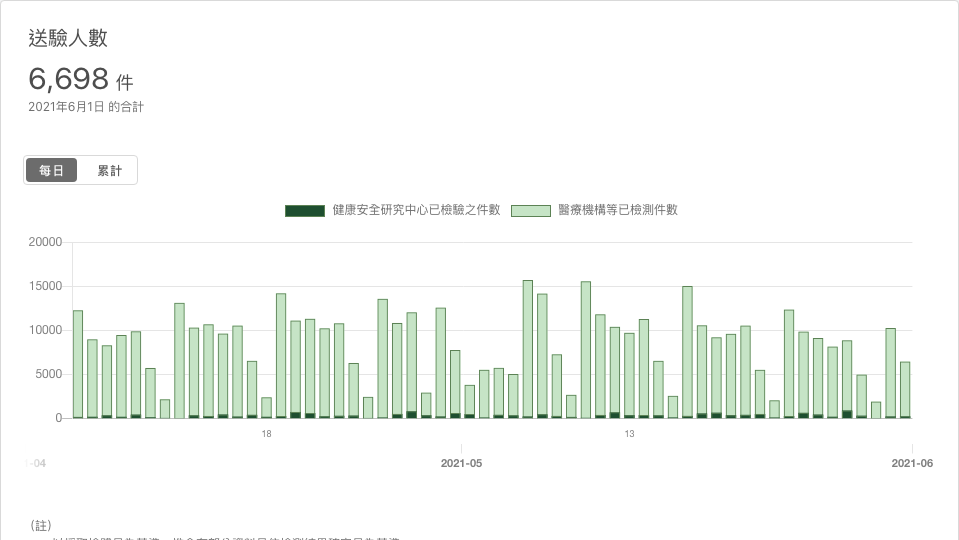 送驗人數
6,698 件
2021年6月1日 的合計
每日 累計
健康安全研究中心已檢驗之件數 醫療機構等已檢測件數
20000
15000
10000
5000
0
18 13
-04 2021-05 2021-06
(註)